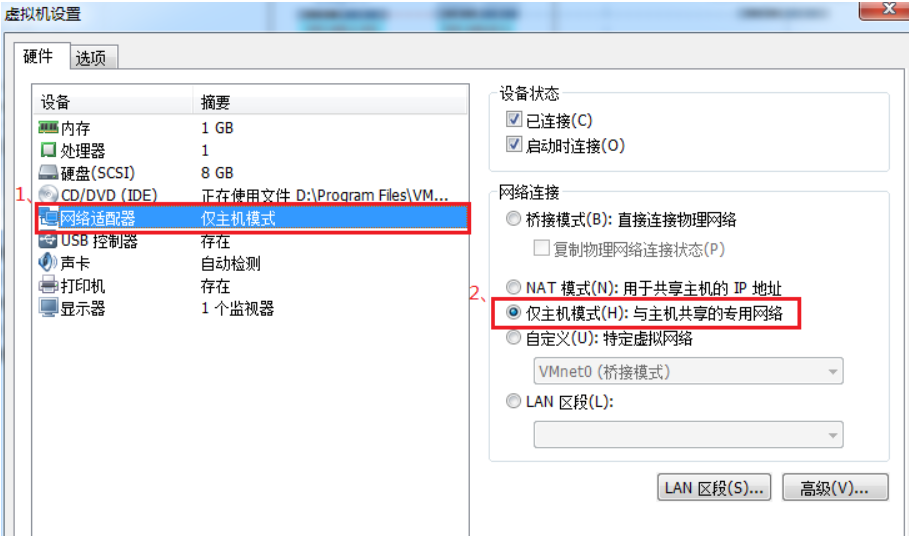 虚拟机设置
硬件 选项
设备 摘要
内存 1 GB
处理器 1
硬盘(SCSI) 8 GB
1、 CD/DVD (IDE) 正在使用文件 D:\Program Files\VM...
网络适配器 仅主机模式
USB 控制器 存在
声卡 自动检测
打印机 存在
显示器 1 个监视器
设备状态
已连接(C)
启动时连接(O)
网络连接
桥接模式(B): 直接连接物理网络
复制物理网络连接状态(P)
2、 NAT 模式(N): 用于共享主机的 IP 地址
仅主机模式(H): 与主机共享的专用网络
自定义(U): 特定虚拟网络
VMnet0 (桥接模式)
LAN 区段(L):
LAN 区段(S)... 高级(V)...